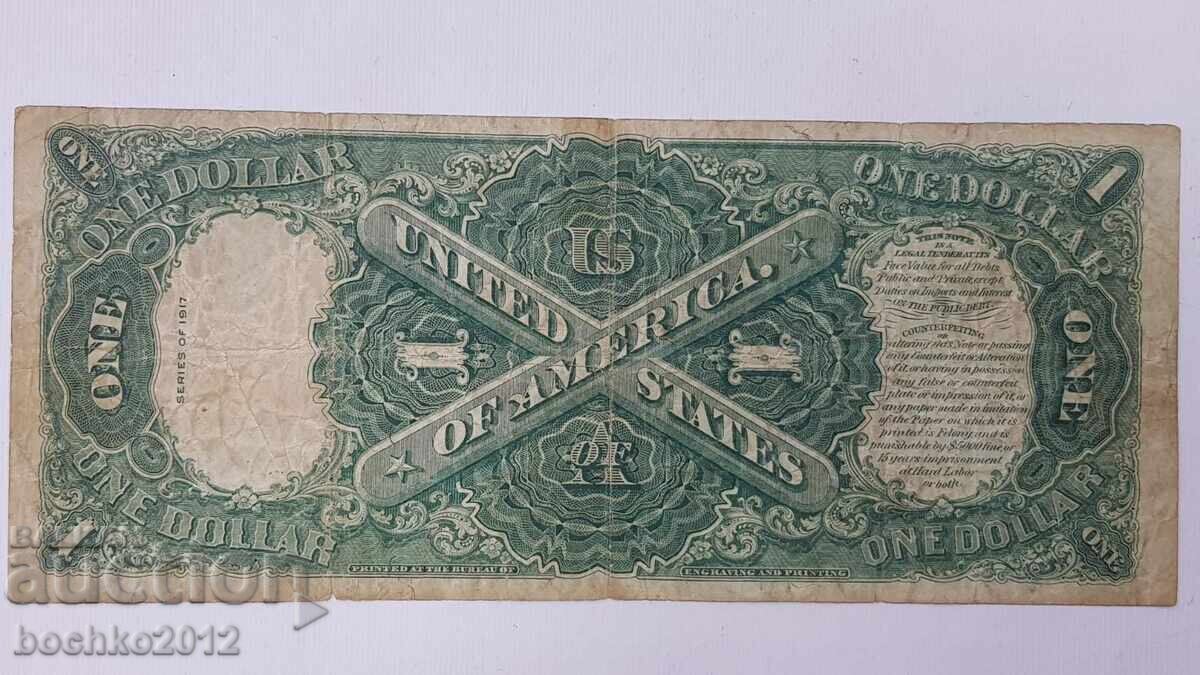 ONE
ONE DOLLAR
ONE DOLLAR
1
ONE
SERIES OF 1917
UNITED STATES
OF AMERICA.
US
OF
A
1
1
THIS NOTE
IS A
LEGAL TENDER AT ITS
Face Value for all Debts
Public and Private, except
Duties on Imports and Interest
ON THE PUBLIC DEBT.
COUNTERFEITING
or
altering this Note or passing
any Counterfeit or Alteration
of it, or having in possession
any false or counterfeit
plate or impression of it, or
any paper made in imitation
of the Paper on which it is
printed is Felony, and is
punishable by $5000 fine, or
15 years imprisonment
at Hard Labor
or both.
ONE
ONE DOLLAR
ONE DOLLAR
ONE
PRINTED AT THE BUREAU OF
ENGRAVING AND PRINTING
auction
bochko2012